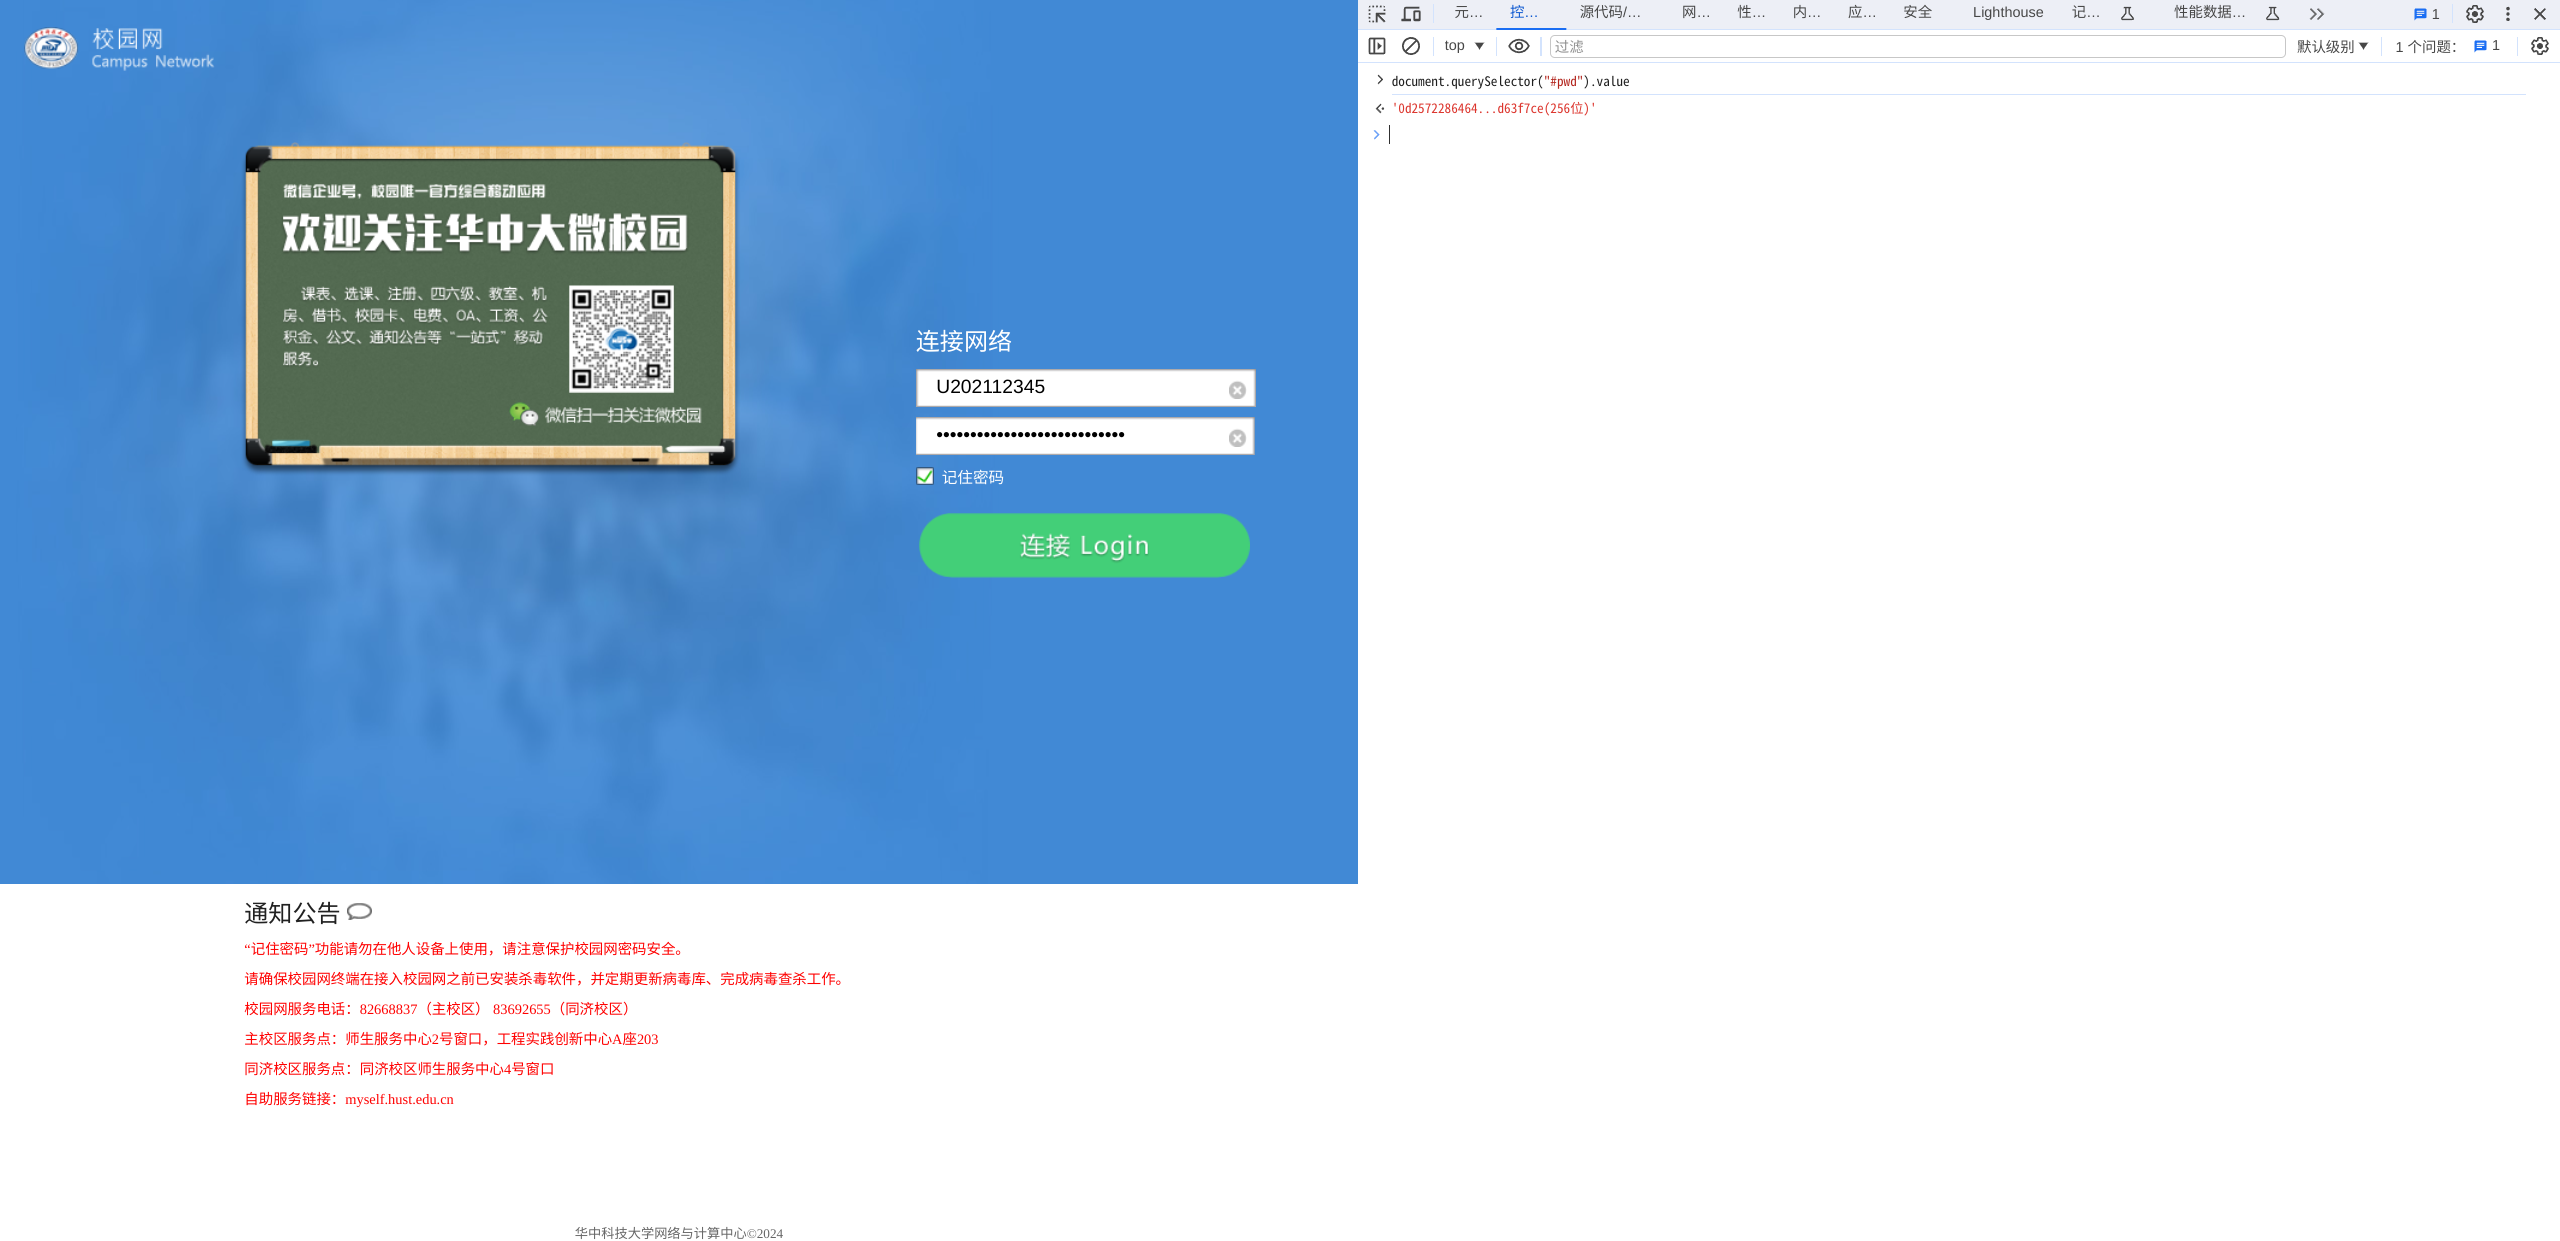 校园网
Campus Network
微信企业号，校园唯一官方综合移动应用
欢迎关注华中大微校园
课表、选课、注册、四六级、教室、机
房、借书、校园卡、电费、OA、工资、公
积金、公文、通知公告等“一站式”移动
服务。
微信扫一扫关注微校园
连接网络
U202112345
••••••••••••••••••••••••••••
记住密码
连接 Login
通知公告
“记住密码”功能请勿在他人设备上使用，请注意保护校园网密码安全。
请确保校园网终端在接入校园网之前已安装杀毒软件，并定期更新病毒库、完成病毒查杀工作。
校园网服务电话：82668837（主校区） 83692655（同济校区）
主校区服务点：师生服务中心2号窗口，工程实践创新中心A座203
同济校区服务点：同济校区师生服务中心4号窗口
自助服务链接：myself.hust.edu.cn
华中科技大学网络与计算中心©2024
元… 控… 源代码/… 网… 性… 内… 应… 安全 Lighthouse 记… 性能数据… 1
top 过滤 默认级别 1 个问题： 1
document.querySelector("#pwd").value
'0d2572286464...d63f7ce(256位)'